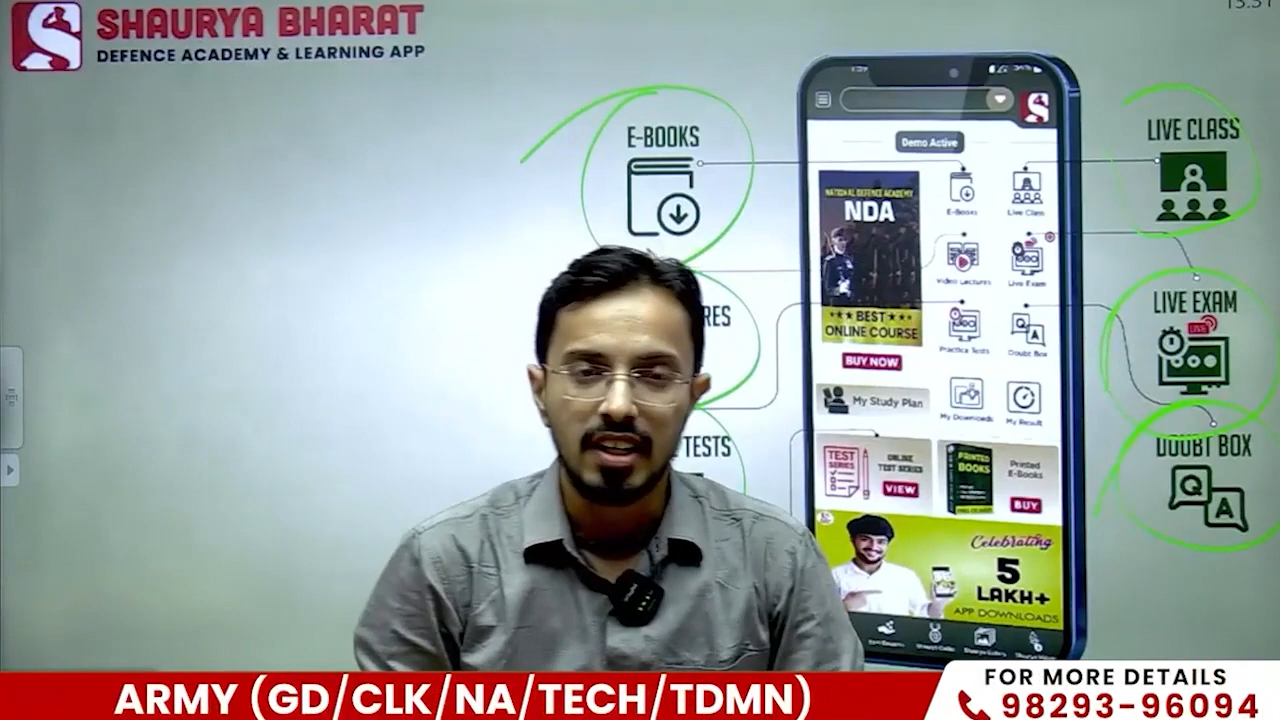 SHAURYA BHARAT
DEFENCE ACADEMY & LEARNING APP
13:31
E-BOOKS
RES
TESTS
LIVE CLASS
LIVE EXAM
LIVE
DOUBT BOX
Q
A
Demo Active
NATIONAL DEFENCE ACADEMY
NDA
★★★ BEST ★★★
ONLINE COURSE
BUY NOW
E-Books
Live Class
Video Lectures
Live Exam
Practice Tests
Doubt Box
My Study Plan
My Downloads
My Result
TEST
SERIES
ONLINE
TEST SERIES
VIEW
PRINTED
BOOKS
Printed
E-Books
BUY
Celebrating
5
LAKH+
APP DOWNLOADS
ARMY (GD/CLK/NA/TECH/TDMN)
FOR MORE DETAILS
98293-96094